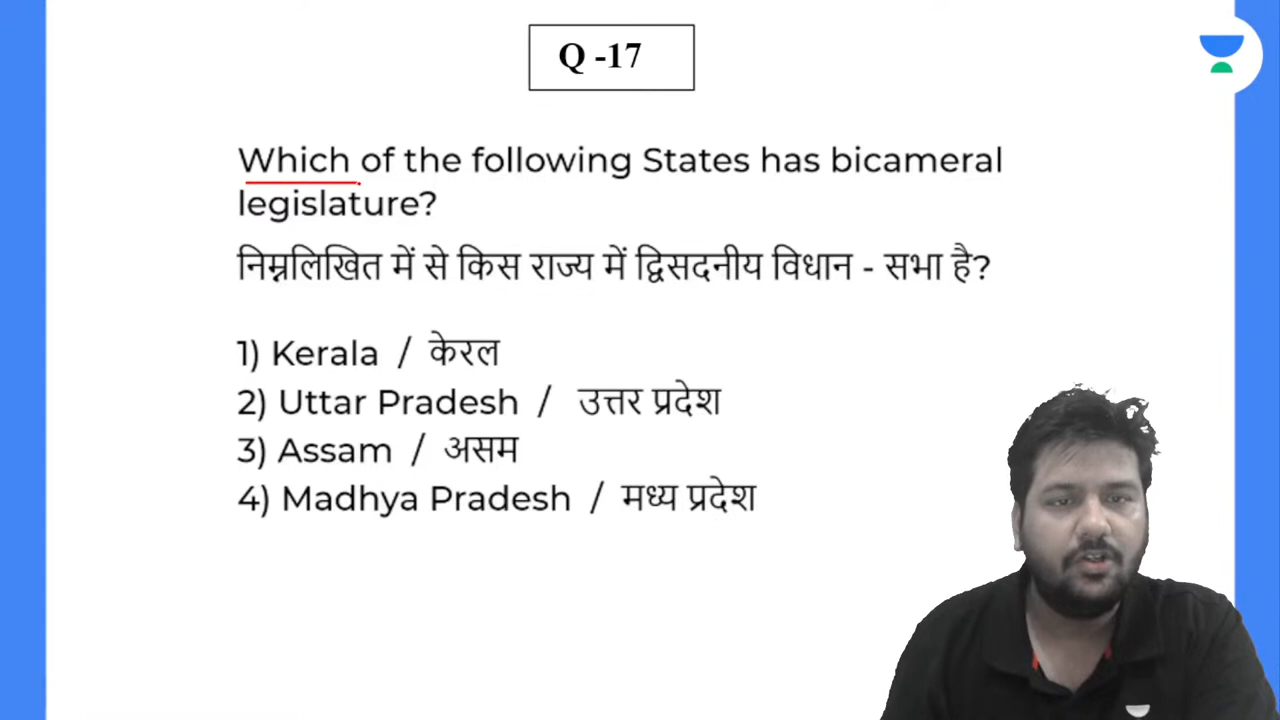 Q -17
Which of the following States has bicameral
legislature?
निम्नलिखित में से किस राज्य में द्विसदनीय विधान - सभा है?
1) Kerala / केरल
2) Uttar Pradesh / उत्तर प्रदेश
3) Assam / असम
4) Madhya Pradesh / मध्य प्रदेश